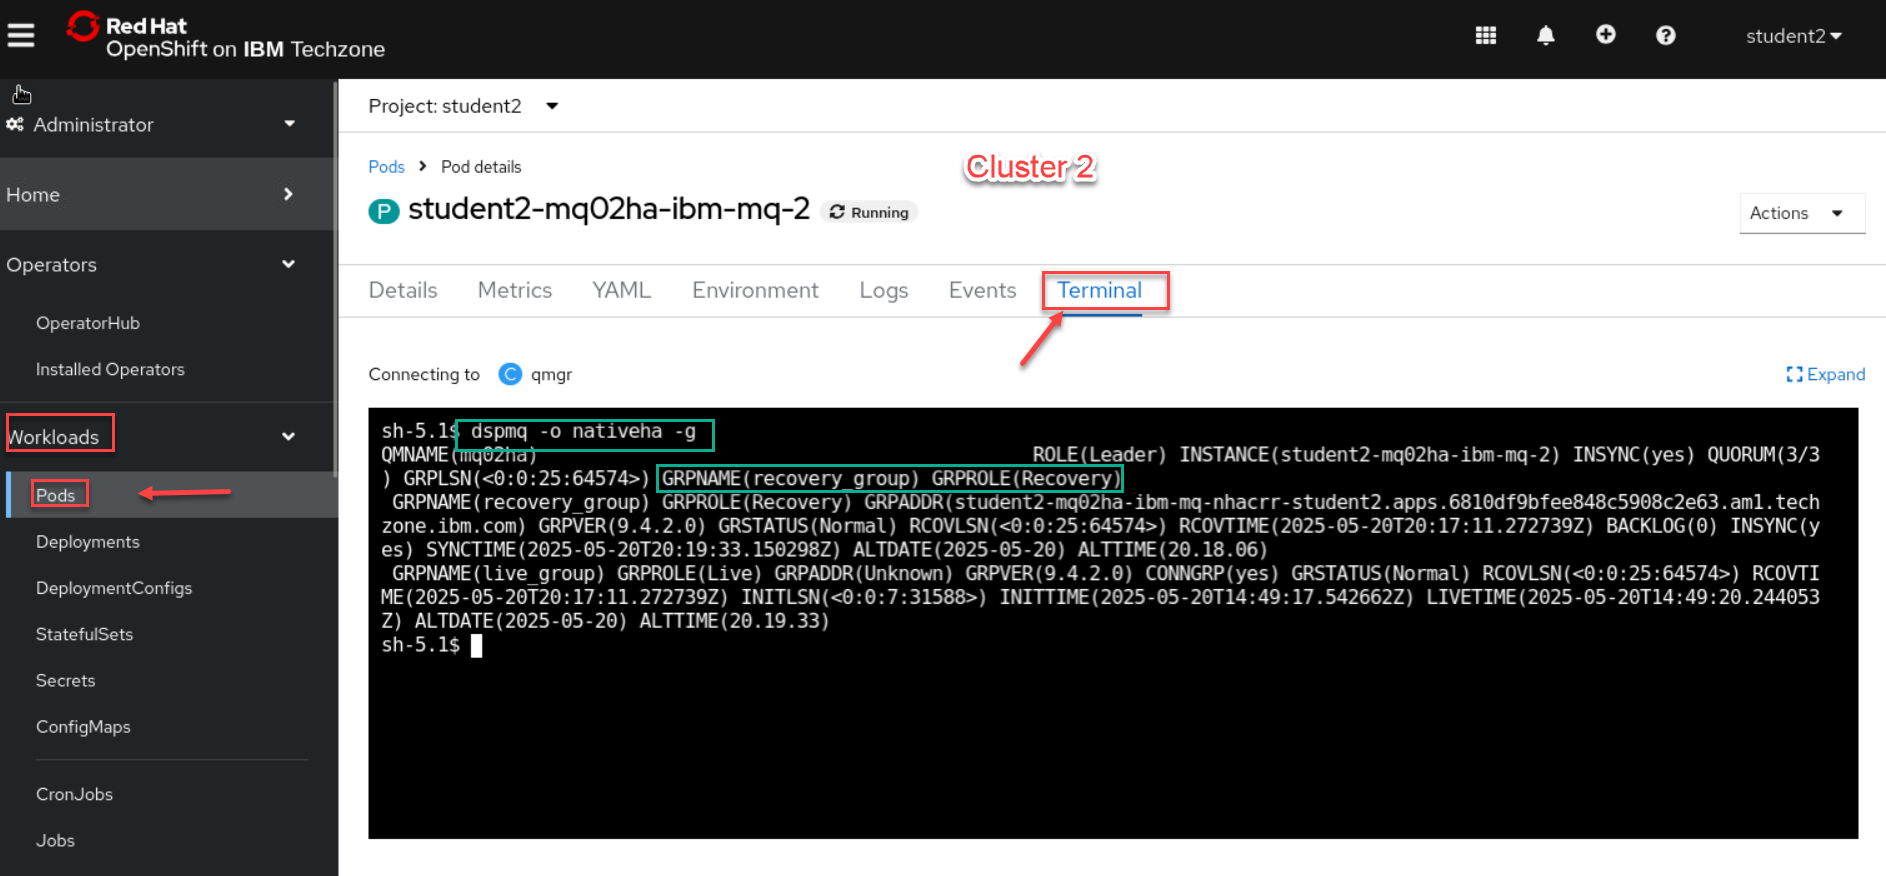 Red Hat
OpenShift on IBM Techzone
student2
Administrator
Home
Operators
OperatorHub
Installed Operators
Workloads
Pods
Deployments
DeploymentConfigs
StatefulSets
Secrets
ConfigMaps
CronJobs
Jobs
Project: student2
Pods > Pod details
Cluster 2
P student2-mq02ha-ibm-mq-2 Running
Actions
Details Metrics YAML Environment Logs Events Terminal
Connecting to C qmgr
Expand
sh-5.1$ dspmq -o nativeha -g
QMNAME(mq02ha) ROLE(Leader) INSTANCE(student2-mq02ha-ibm-mq-2) INSYNC(yes) QUORUM(3/3
) GRPLSN(<0:0:25:64574>) GRPNAME(recovery_group) GRPROLE(Recovery)
GRPNAME(recovery_group) GRPROLE(Recovery) GRPADDR(student2-mq02ha-ibm-mq-nhacrr-student2.apps.6810df9bfee848c5908c2e63.am1.tech
zone.ibm.com) GRPVER(9.4.2.0) GRSTATUS(Normal) RCOVLSN(<0:0:25:64574>) RCOVTIME(2025-05-20T20:17:11.272739Z) BACKLOG(0) INSYNC(y
es) SYNCTIME(2025-05-20T20:19:33.150298Z) ALTDATE(2025-05-20) ALTTIME(20.18.06)
GRPNAME(live_group) GRPROLE(Live) GRPADDR(Unknown) GRPVER(9.4.2.0) CONNGRP(yes) GRSTATUS(Normal) RCOVLSN(<0:0:25:64574>) RCOVTI
ME(2025-05-20T20:17:11.272739Z) INITLSN(<0:0:7:31588>) INITTIME(2025-05-20T14:49:17.542662Z) LIVETIME(2025-05-20T14:49:20.244053
Z) ALTDATE(2025-05-20) ALTTIME(20.19.33)
sh-5.1$